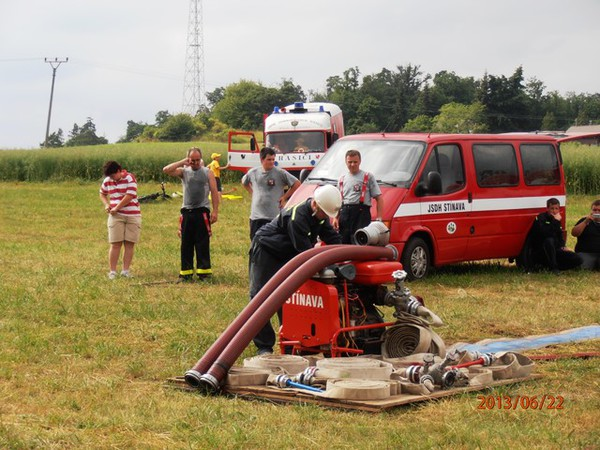 HASIČI
JSDH STINAVA
STINAVA
2013/06/22